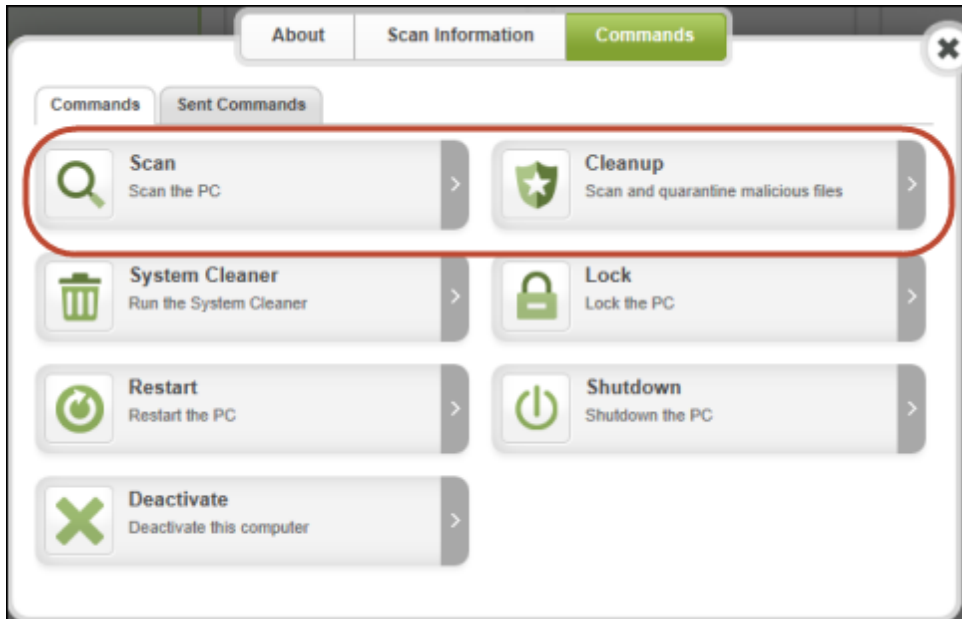 About
Scan Information
Commands
Commands
Sent Commands
Scan
Scan the PC
Cleanup
Scan and quarantine malicious files
System Cleaner
Run the System Cleaner
Lock
Lock the PC
Restart
Restart the PC
Shutdown
Shutdown the PC
Deactivate
Deactivate this computer